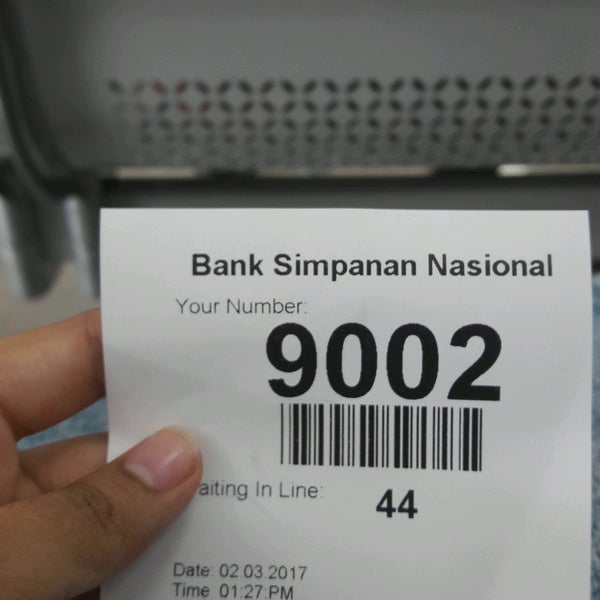 Bank Simpanan Nasional
Your Number:
9002
aiting In Line:
44
Date: 02.03.2017
Time: 01:27:PM